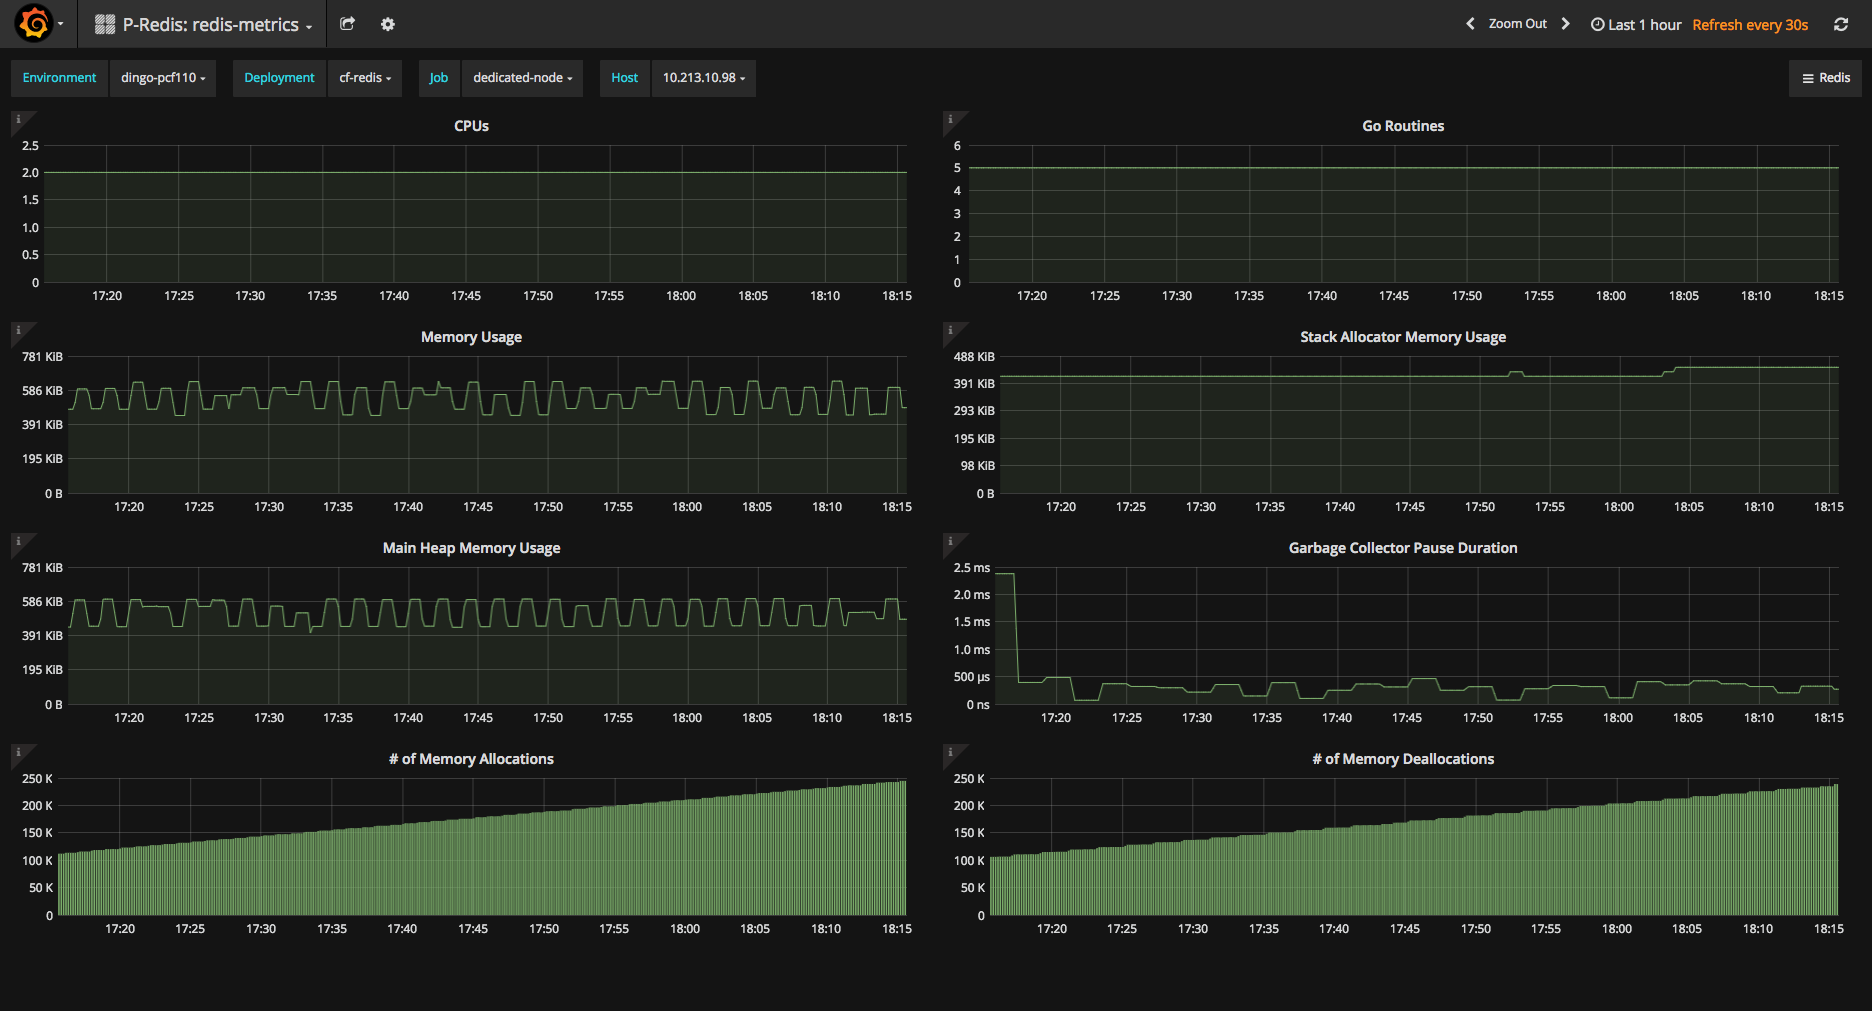 P-Redis: redis-metrics
Zoom Out
Last 1 hour Refresh every 30s
Environment dingo-pcf110 Deployment cf-redis Job dedicated-node Host 10.213.10.98
Redis
CPUs
2.5
2.0
1.5
1.0
0.5
0
17:20 17:25 17:30 17:35 17:40 17:45 17:50 17:55 18:00 18:05 18:10 18:15
Go Routines
6
5
4
3
2
1
0
17:20 17:25 17:30 17:35 17:40 17:45 17:50 17:55 18:00 18:05 18:10 18:15
Memory Usage
781 KiB
586 KiB
391 KiB
195 KiB
0 B
17:20 17:25 17:30 17:35 17:40 17:45 17:50 17:55 18:00 18:05 18:10 18:15
Stack Allocator Memory Usage
488 KiB
391 KiB
293 KiB
195 KiB
98 KiB
0 B
17:20 17:25 17:30 17:35 17:40 17:45 17:50 17:55 18:00 18:05 18:10 18:15
Main Heap Memory Usage
781 KiB
586 KiB
391 KiB
195 KiB
0 B
17:20 17:25 17:30 17:35 17:40 17:45 17:50 17:55 18:00 18:05 18:10 18:15
Garbage Collector Pause Duration
2.5 ms
2.0 ms
1.5 ms
1.0 ms
500 µs
0 ns
17:20 17:25 17:30 17:35 17:40 17:45 17:50 17:55 18:00 18:05 18:10 18:15
# of Memory Allocations
250 K
200 K
150 K
100 K
50 K
0
17:20 17:25 17:30 17:35 17:40 17:45 17:50 17:55 18:00 18:05 18:10 18:15
# of Memory Deallocations
250 K
200 K
150 K
100 K
50 K
0
17:20 17:25 17:30 17:35 17:40 17:45 17:50 17:55 18:00 18:05 18:10 18:15